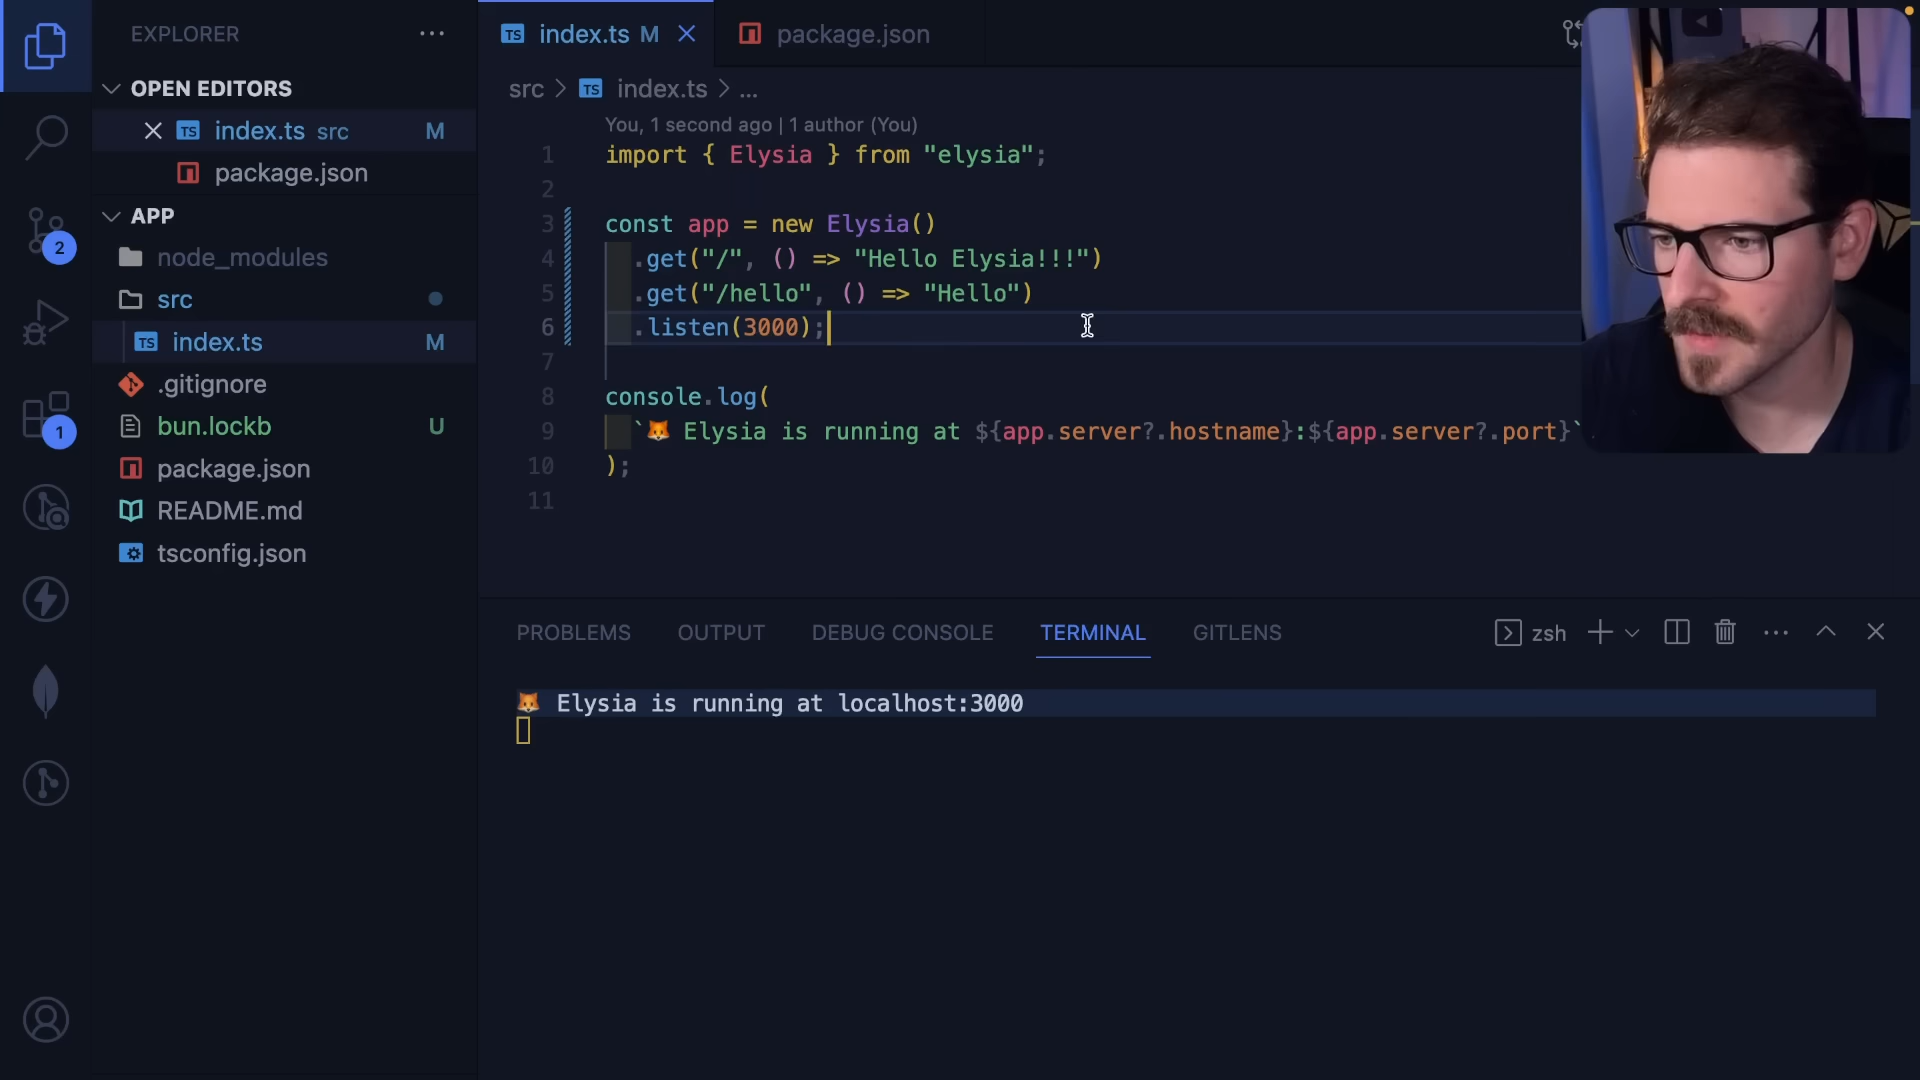 EXPLORER
OPEN EDITORS
index.ts src M
package.json
APP
node_modules
src
index.ts M
.gitignore
bun.lockb U
package.json
README.md
tsconfig.json
2
1
index.ts M
package.json
src > index.ts > ...
You, 1 second ago | 1 author (You)
1 import { Elysia } from "elysia";
2
3 const app = new Elysia()
4 .get("/", () => "Hello Elysia!!!")
5 .get("/hello", () => "Hello")
6 .listen(3000);
7
8 console.log(
9 `🦊 Elysia is running at ${app.server?.hostname}:${app.server?.port}`
10 );
11
PROBLEMS OUTPUT DEBUG CONSOLE TERMINAL GITLENS zsh
🦊 Elysia is running at localhost:3000